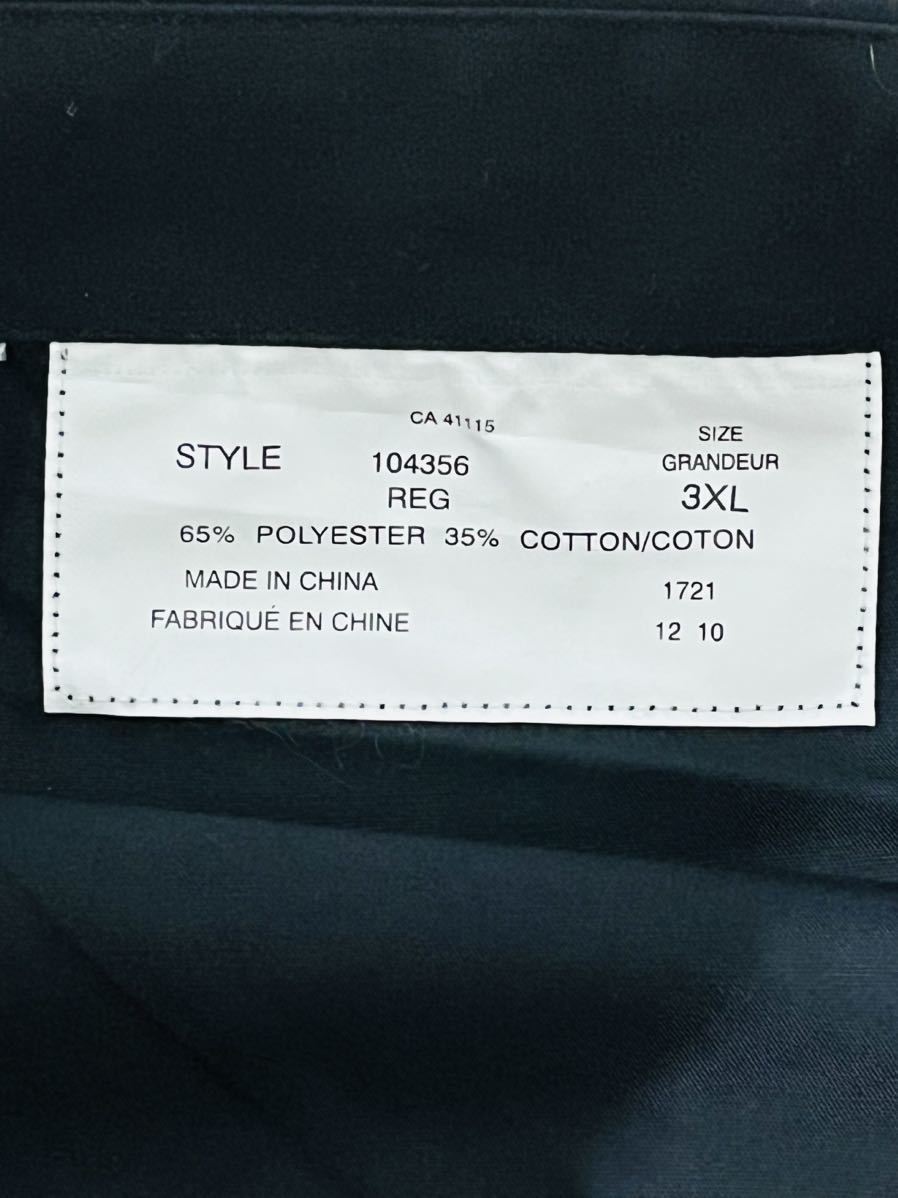 CA 41115
STYLE 104356 SIZE
GRANDEUR
REG 3XL
65% POLYESTER 35% COTTON/COTON
MADE IN CHINA 1721
FABRIQUÉ EN CHINE 12 10